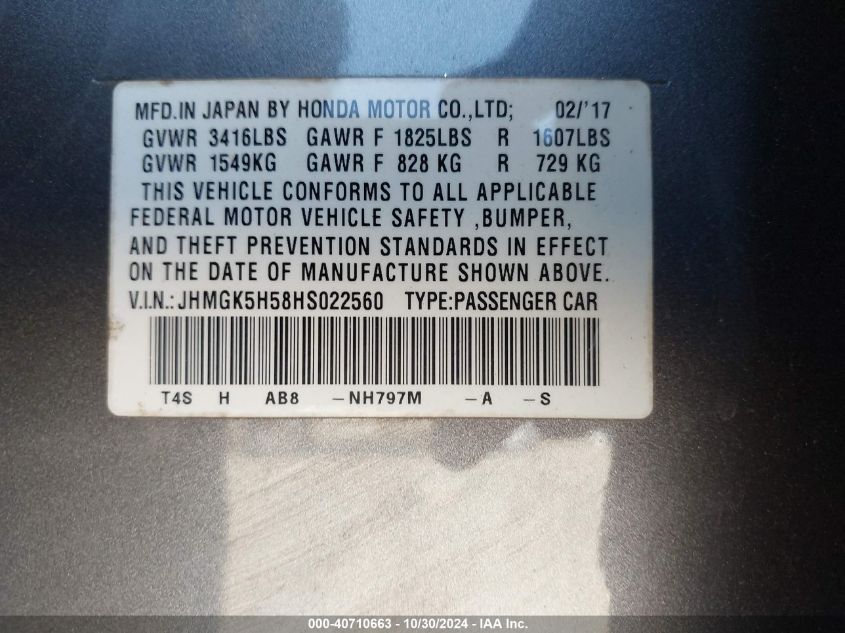 MFD.IN JAPAN BY HONDA MOTOR CO.,LTD; 02/'17
GVWR 3416LBS GAWR F 1825LBS R 1607LBS
GVWR 1549KG GAWR F 828 KG R 729 KG
THIS VEHICLE CONFORMS TO ALL APPLICABLE
FEDERAL MOTOR VEHICLE SAFETY ,BUMPER,
AND THEFT PREVENTION STANDARDS IN EFFECT
ON THE DATE OF MANUFACTURE SHOWN ABOVE.
V.I.N.:JHMGK5H58HS022560 TYPE:PASSENGER CAR
T4S H AB8 -NH797M -A -S
000-40710663 - 10/30/2024 - IAA Inc.